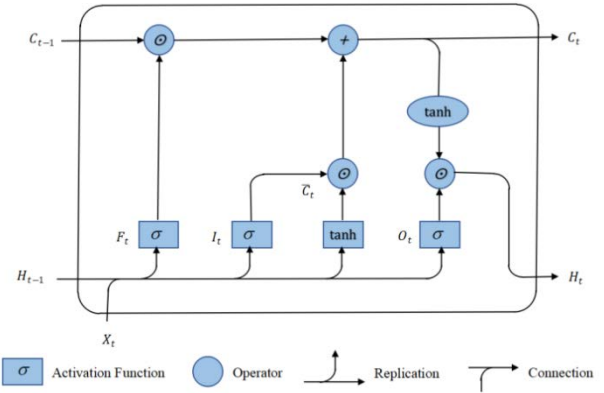 C_{t-1} ⊙ + C_t
tanh
C̅_t ⊙ ⊙
F_t σ I_t σ tanh O_t σ
H_{t-1} H_t
X_t
σ Activation Function Operator Replication Connection